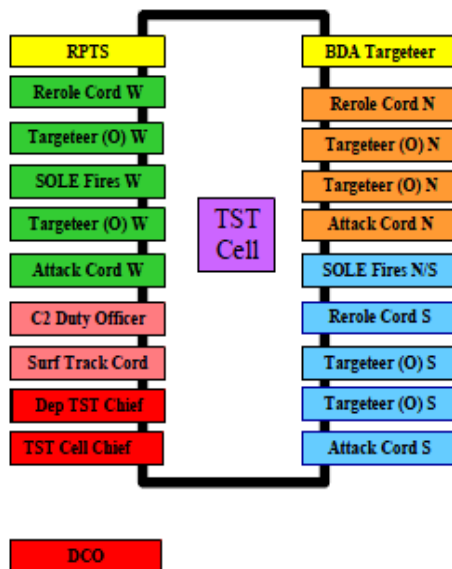 RPTS
Rerole Cord W
Targeteer (O) W
SOLE Fires W
Targeteer (O) W
Attack Cord W
C2 Duty Officer
Surf Track Cord
Dep TST Chief
TST Cell Chief
DCO
TST
Cell
BDA Targeteer
Rerole Cord N
Targeteer (O) N
Targeteer (O) N
Attack Cord N
SOLE Fires N/S
Rerole Cord S
Targeteer (O) S
Targeteer (O) S
Attack Cord S